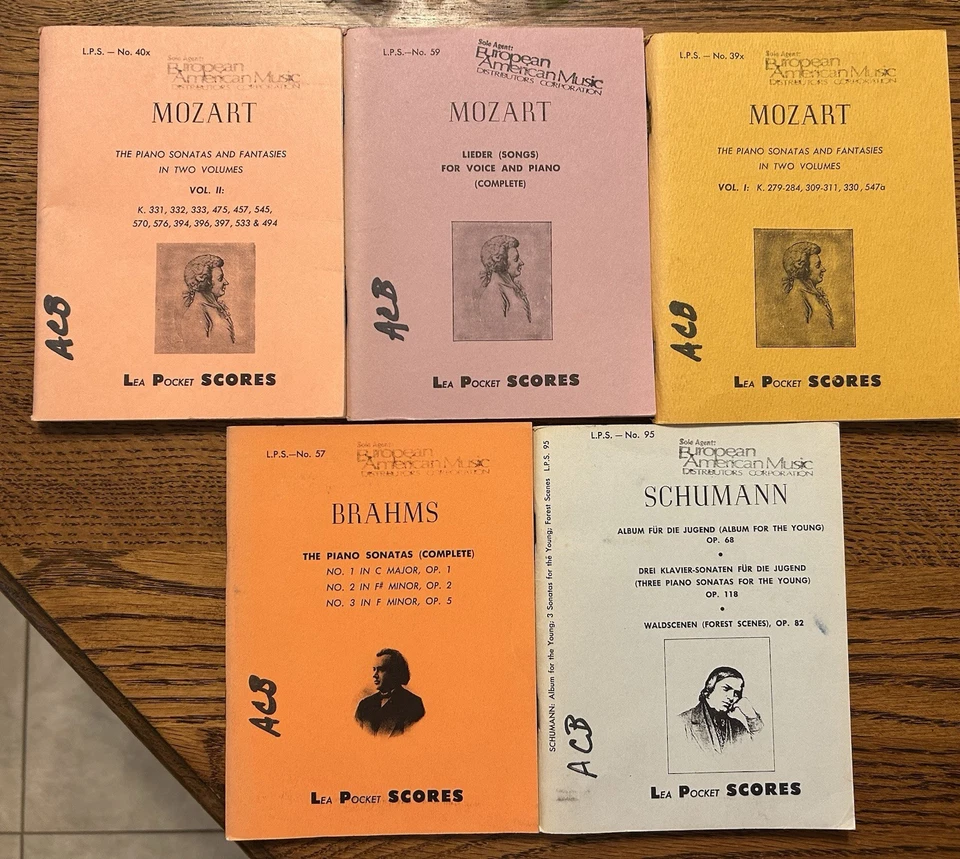 L.P.S. — No. 40x
Sole Agent:
European
American Music
DISTRIBUTORS CORPORATION
MOZART
THE PIANO SONATAS AND FANTASIES
IN TWO VOLUMES
VOL. II:
K. 331, 332, 333, 475, 457, 545,
570, 576, 394, 396, 397, 533 & 494
ACB
LEA POCKET SCORES
L.P.S.—No. 59
Sole Agent:
European
American Music
DISTRIBUTORS CORPORATION
MOZART
LIEDER (SONGS)
FOR VOICE AND PIANO
(COMPLETE)
ACB
LEA POCKET SCORES
L.P.S. — No. 39x
Sole Agent:
European
American Music
DISTRIBUTORS CORPORATION
MOZART
THE PIANO SONATAS AND FANTASIES
IN TWO VOLUMES
VOL. I: K. 279-284, 309-311, 330, 547a
ACB
LEA POCKET SCORES
L.P.S.—No. 57
Sole Agent:
European
American Music
DISTRIBUTORS CORPORATION
BRAHMS
THE PIANO SONATAS (COMPLETE)
NO. 1 IN C MAJOR, OP. 1
NO. 2 IN F# MINOR, OP. 2
NO. 3 IN F MINOR, OP. 5
ACB
LEA POCKET SCORES
SCHUMANN: Album for the Young; 3 Sonatas for the Young; Forest Scenes L.P.S. 95
L.P.S. — No. 95
Sole Agent:
European
American Music
DISTRIBUTORS CORPORATION
SCHUMANN
ALBUM FÜR DIE JUGEND (ALBUM FOR THE YOUNG)
OP. 68
•
DREI KLAVIER-SONATEN FÜR DIE JUGEND
(THREE PIANO SONATAS FOR THE YOUNG)
OP. 118
•
WALDSCENEN (FOREST SCENES), OP. 82
ACB
LEA POCKET SCORES